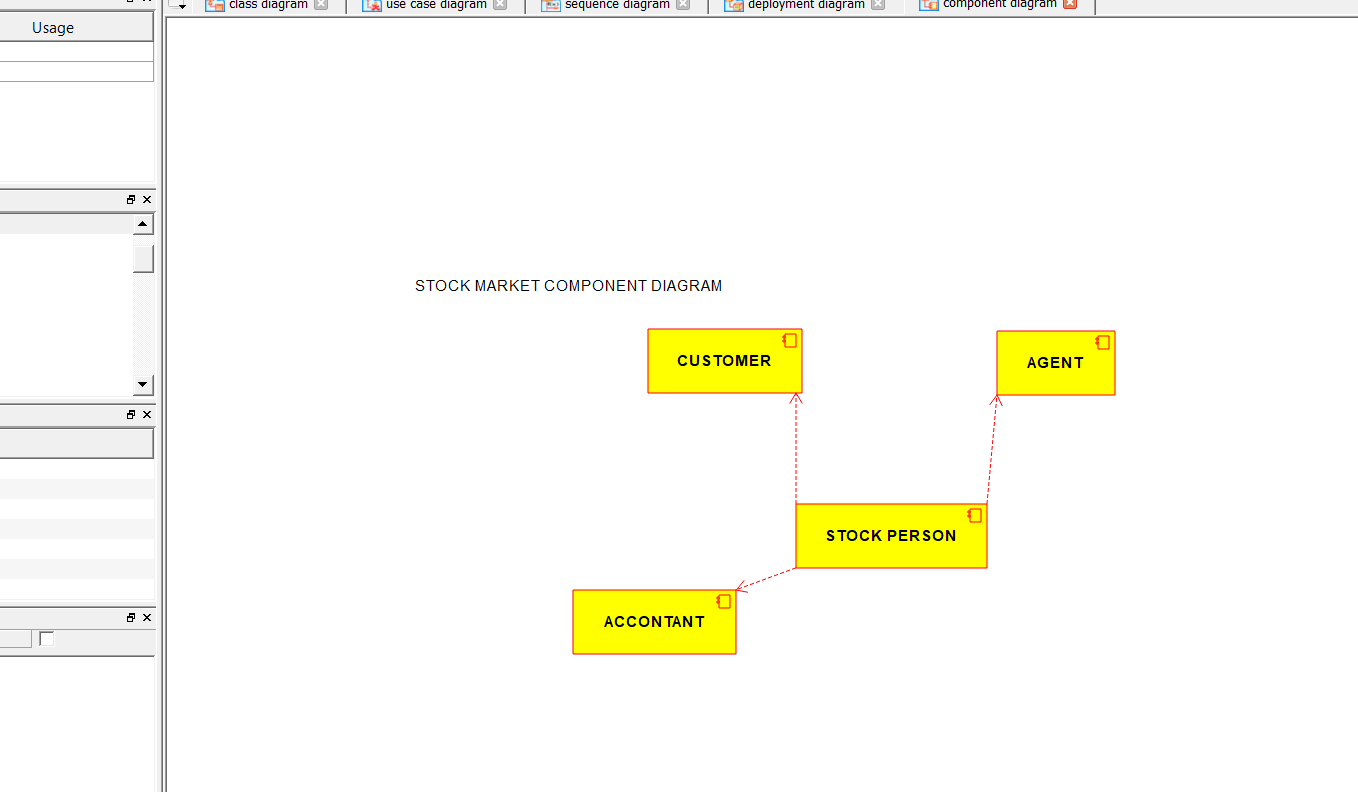 class diagram
use case diagram
sequence diagram
deployment diagram
component diagram
Usage
STOCK MARKET COMPONENT DIAGRAM
CUSTOMER
AGENT
STOCK PERSON
ACCONTANT